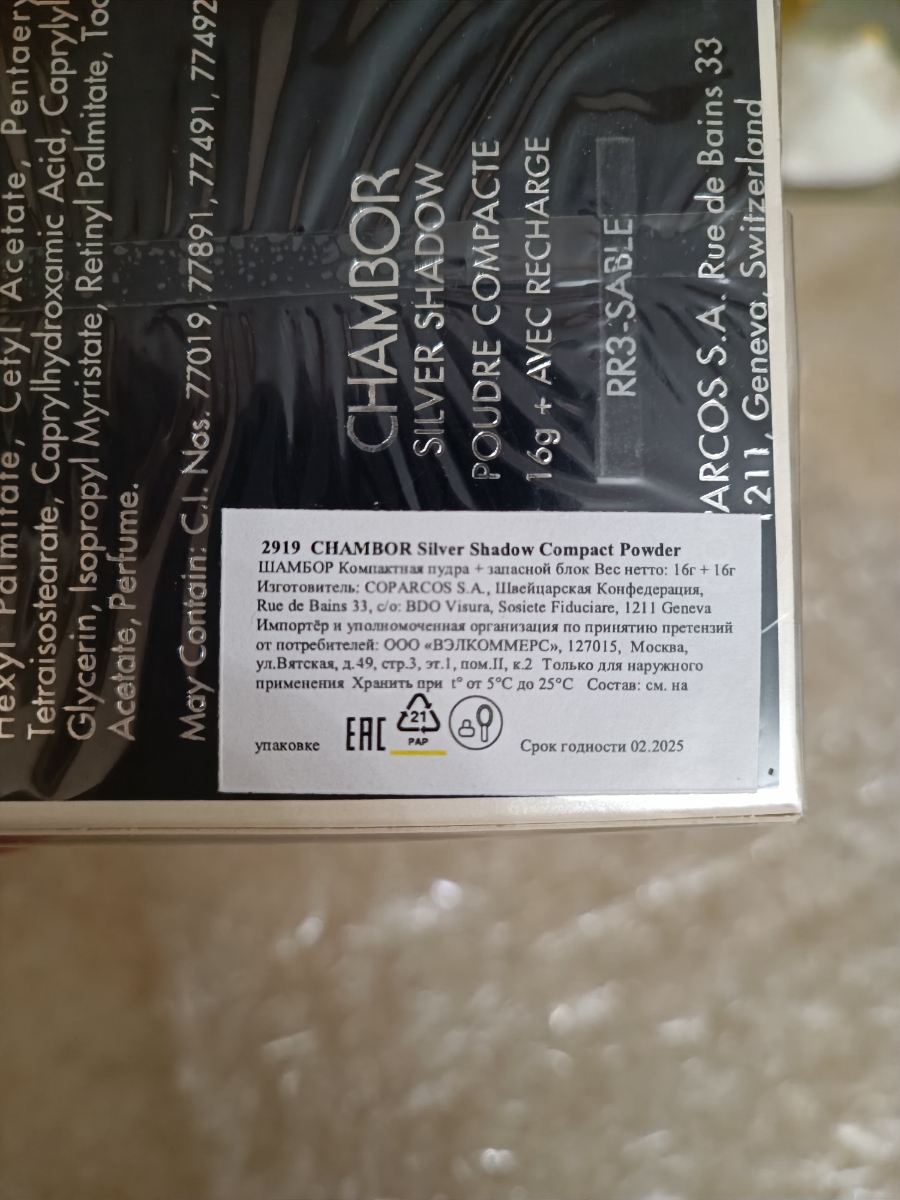 Hexyl Palmitate, Cetyl Acetate, Pentaery
Tetraisostearate, Caprylhydroxamic Acid, Caprylyl
Glycerin, Isopropyl Myristate, Retinyl Palmitate, Toc
Acetate, Perfume.
May Contain: C.I. Nos. 77019, 77891, 77491, 77492
CHAMBOR
SILVER SHADOW
POUDRE COMPACTE
16g + AVEC RECHARGE
RR3-SABLE
PARCOS S.A. Rue de Bains 33
1211, Geneva, Switzerland
2919 CHAMBOR Silver Shadow Compact Powder
ШАМБОР Компактная пудра + запасной блок Вес нетто: 16г + 16г
Изготовитель: COPARCOS S.A., Швейцарская Конфедерация,
Rue de Bains 33, c/o: BDO Visura, Sosiete Fiduciare, 1211 Geneva
Импортёр и уполномоченная организация по принятию претензий
от потребителей: ООО «ВЭЛКОММЕРС», 127015, Москва,
ул.Вятская, д.49, стр.3, эт.1, пом.II, к.2 Только для наружного
применения Хранить при t° от 5°C до 25°C Состав: см. на
упаковке EAC 21 PAP Срок годности 02.2025